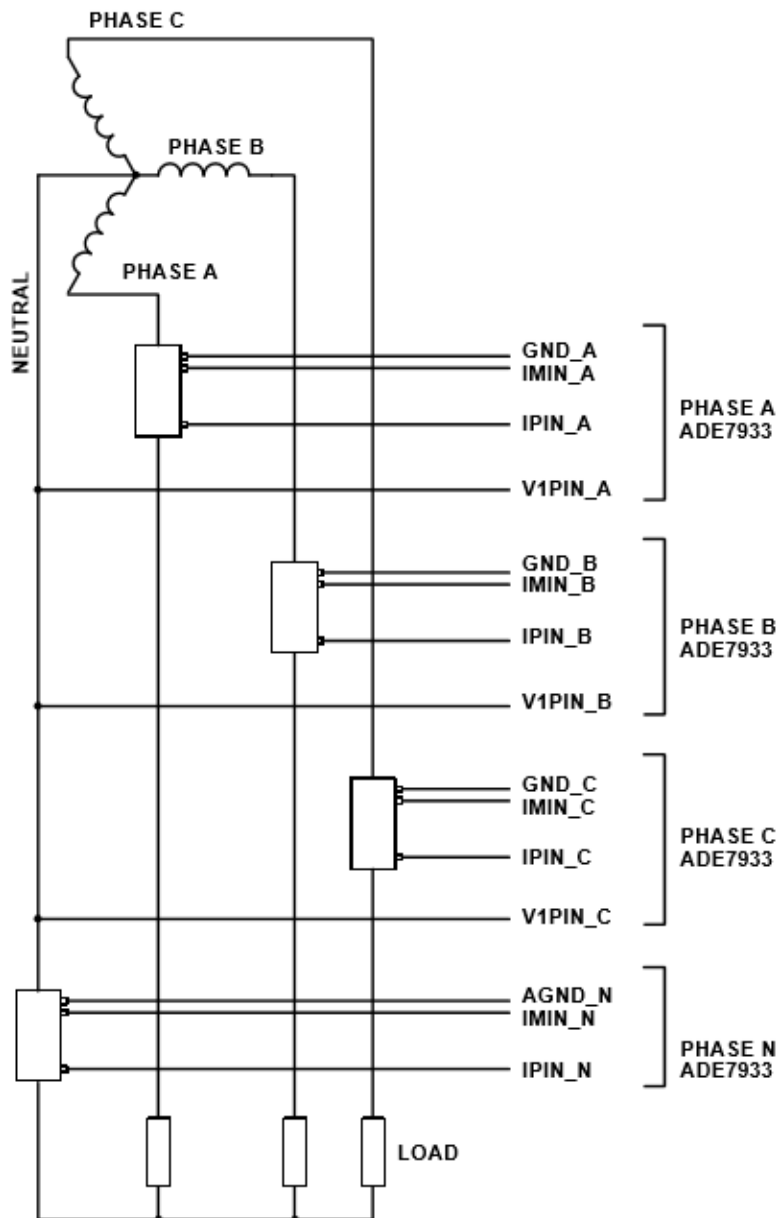 PHASE C
PHASE B
PHASE A
NEUTRAL
GND_A
IMIN_A
IPIN_A
V1PIN_A
PHASE A
ADE7933
GND_B
IMIN_B
IPIN_B
V1PIN_B
PHASE B
ADE7933
GND_C
IMIN_C
IPIN_C
V1PIN_C
PHASE C
ADE7933
AGND_N
IMIN_N
IPIN_N
PHASE N
ADE7933
LOAD